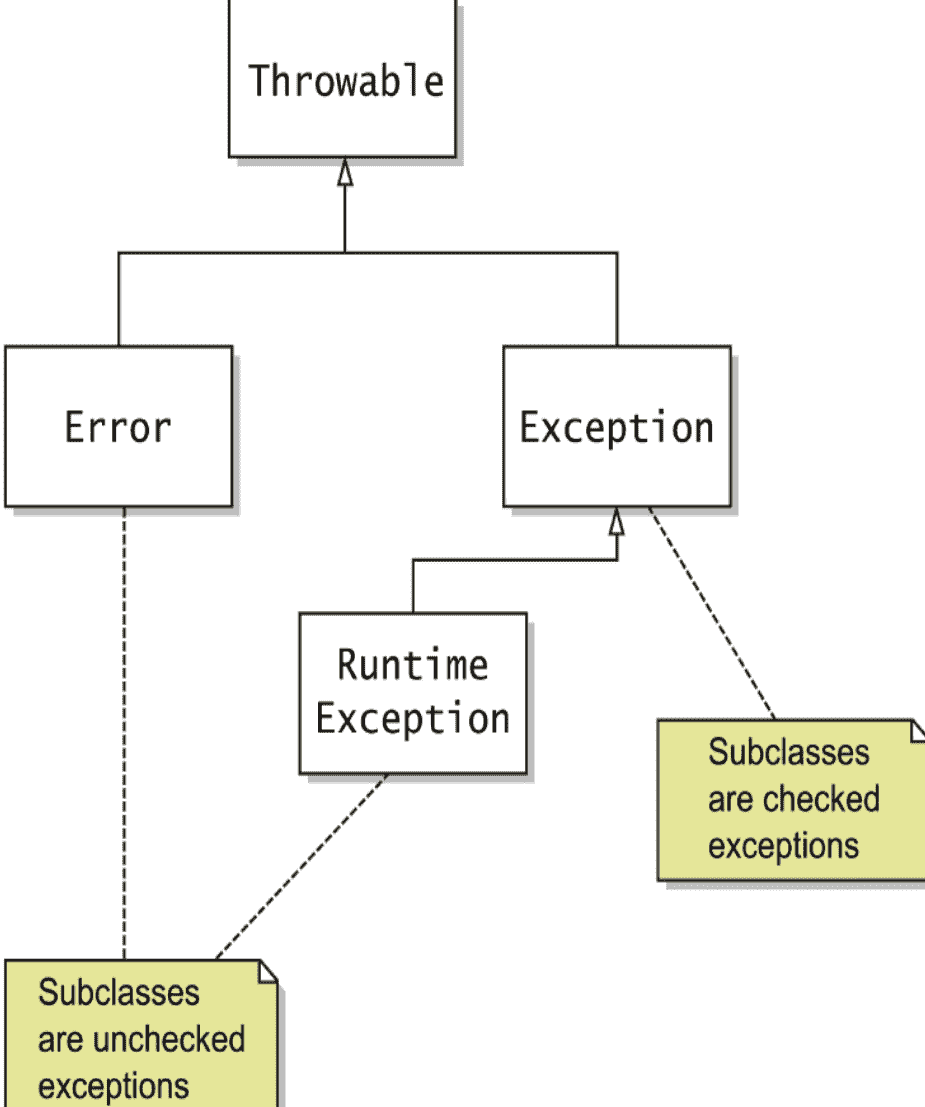 Throwable
Error
Exception
Runtime
Exception
Subclasses
are checked
exceptions
Subclasses
are unchecked
exceptions